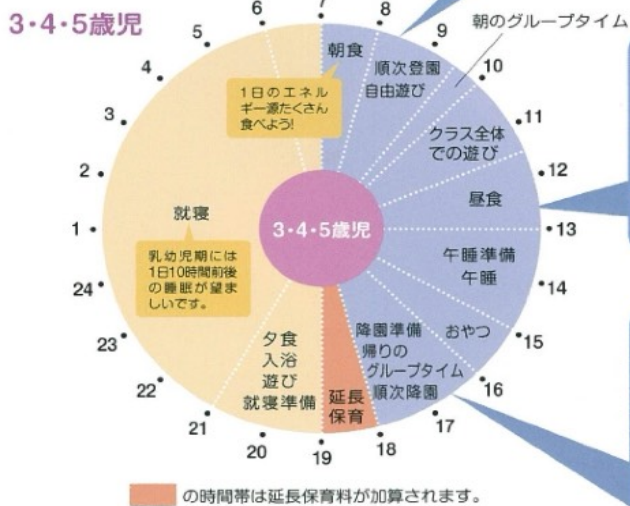 3・4・5歳児
朝のグループタイム
6
7
8
9
10
11
12
13
14
15
16
17
18
19
20
21
22
23
24
1
2
3
4
5
朝食
順次登園
自由遊び
1日のエネル
ギー源たくさん
食べよう!
クラス全体
での遊び
昼食
3・4・5歳児
就寝
乳幼児期には
1日10時間前後
の睡眠が望ま
しいです。
午睡準備
午睡
おやつ
降園準備
帰りの
グループタイム
順次降園
延長
保育
夕食
入浴
遊び
就寝準備
の時間帯は延長保育料が加算されます。